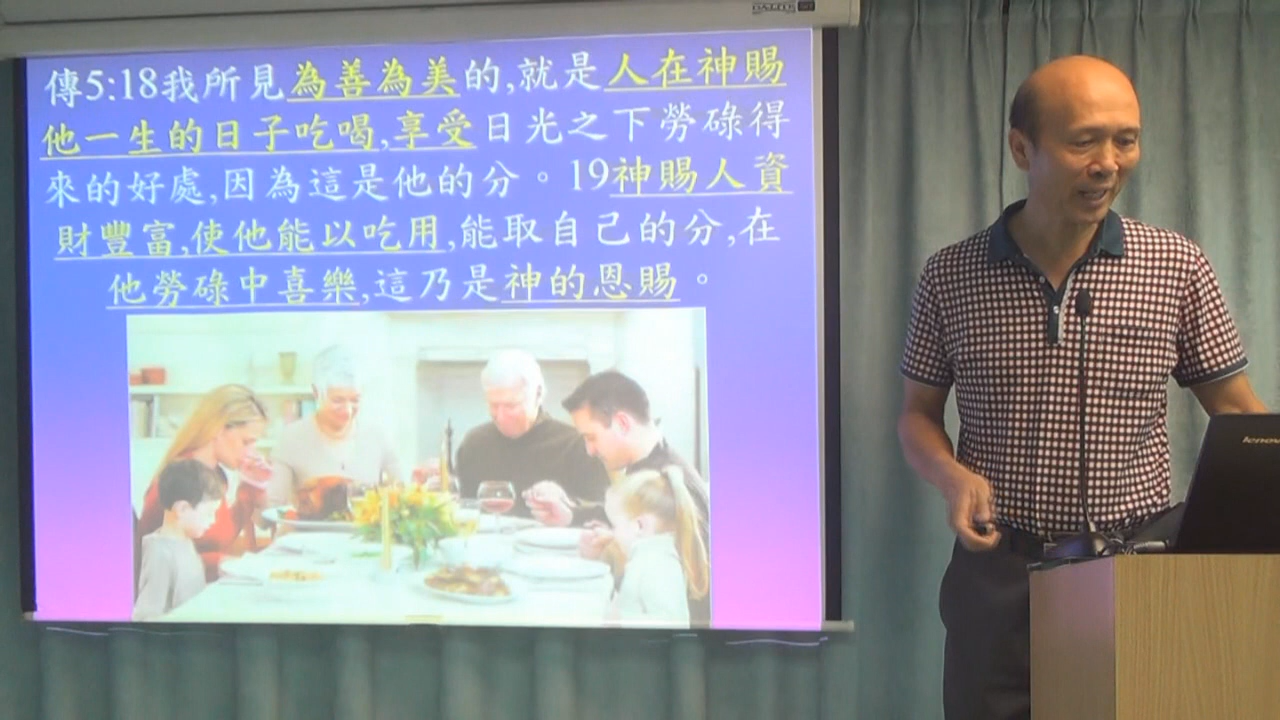 DA-LITE
傳5:18我所見為善為美的,就是人在神賜
他一生的日子吃喝,享受日光之下勞碌得
來的好處,因為這是他的分。19神賜人資
財豐富,使他能以吃用,能取自己的分,在
他勞碌中喜樂,這乃是神的恩賜。
lenovo